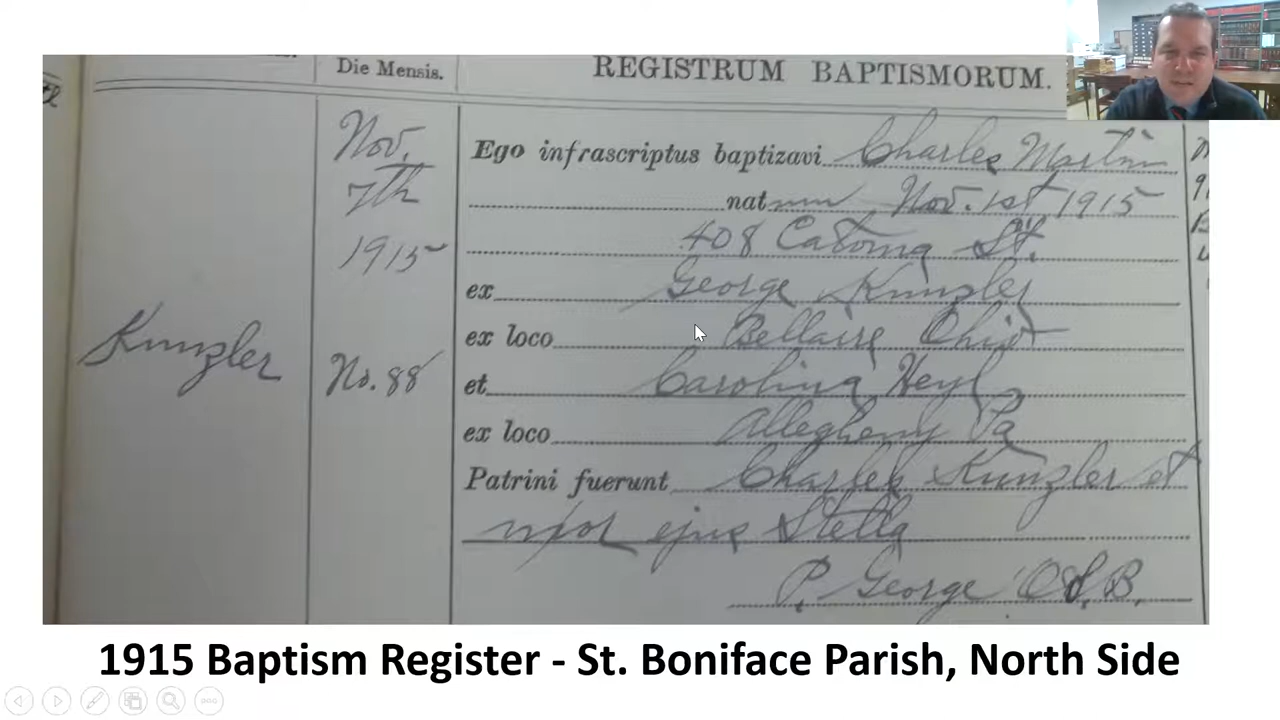 Die Mensis.
REGISTRUM BAPTISMORUM.
Nov.
7th
1915
Kunzler
No. 88
Ego infrascriptus baptizavi Charles Martin
natum Nov. 1st 1915
408 St.
ex George Kunzler
ex loco Bellaire Ohio
et Carolina Heyl
ex loco Allegheny Pa
Patrini fuerunt Charles Kunzler et
uxor ejus Stella
P. George O.S.B.
1915 Baptism Register - St. Boniface Parish, North Side